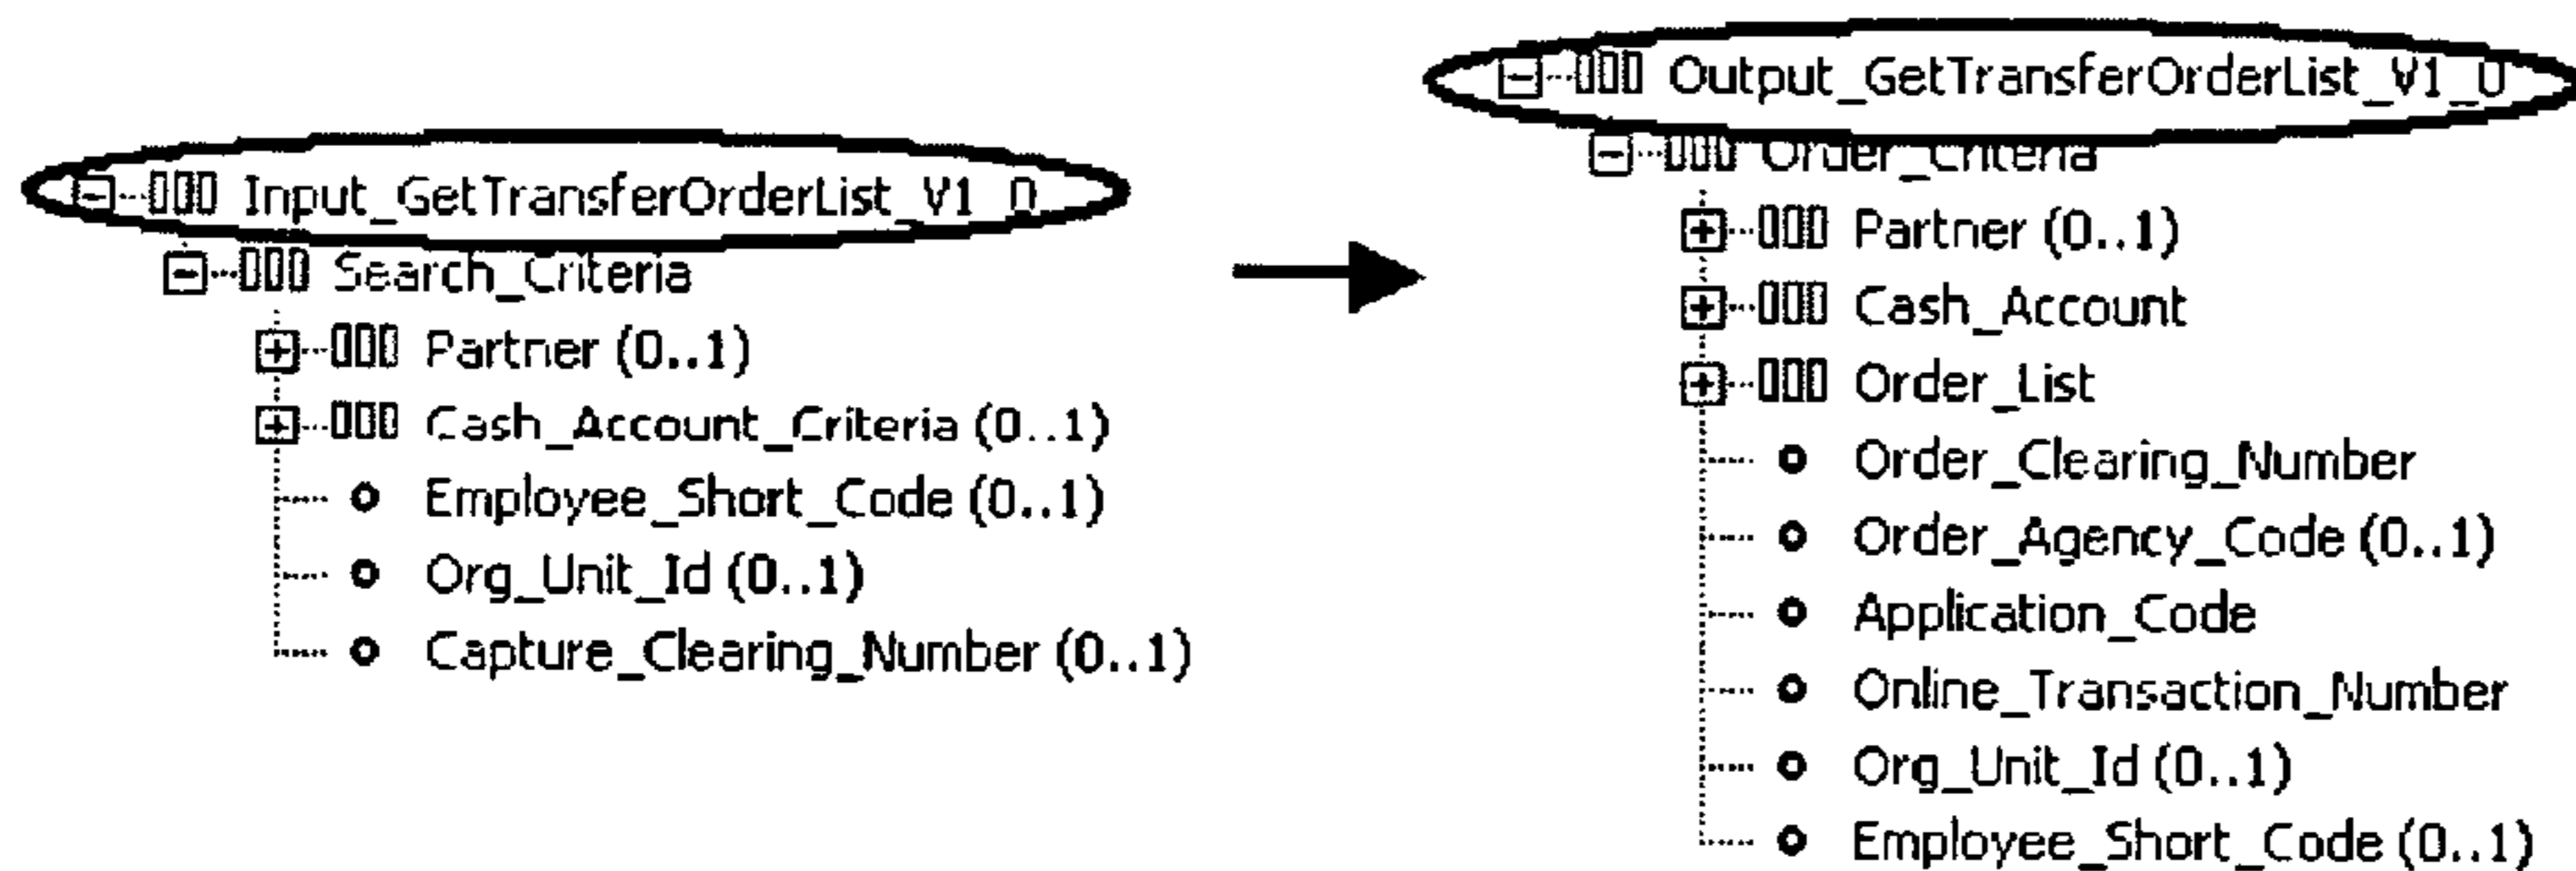 Input_GetTransferOrderList_V1_0
Search_Criteria
Partner (0..1)
Cash_Account_Criteria (0..1)
Employee_Short_Code (0..1)
Org_Unit_Id (0..1)
Capture_Clearing_Number (0..1)
Output_GetTransferOrderList_V1_0
Order_Criteria
Partner (0..1)
Cash_Account
Order_List
Order_Clearing_Number
Order_Agency_Code (0..1)
Application_Code
Online_Transaction_Number
Org_Unit_Id (0..1)
Employee_Short_Code (0..1)